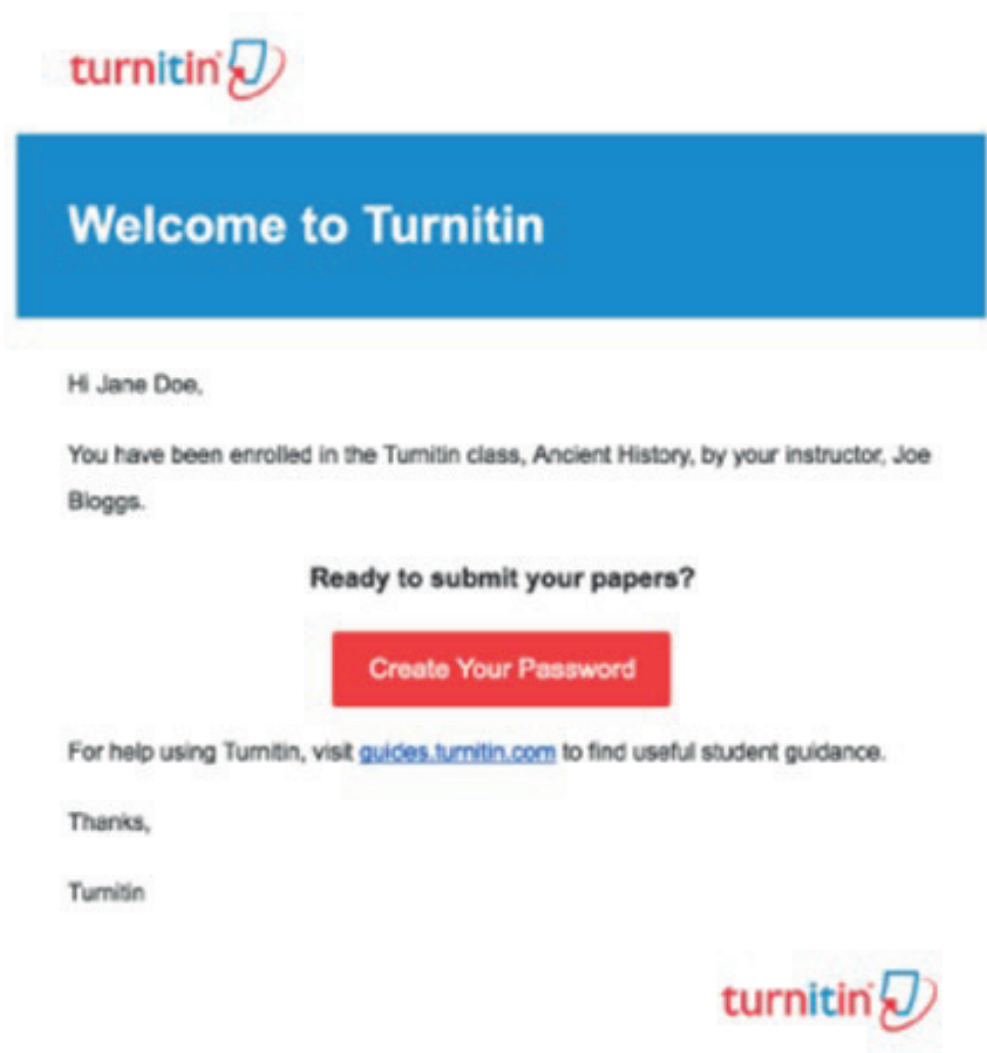 turnitin
Welcome to Turnitin
Hi Jane Doe,
You have been enrolled in the Turnitin class, Ancient History, by your instructor, Joe
Bloggs.
Ready to submit your papers?
Create Your Password
For help using Turnitin, visit guides.turnitin.com to find useful student guidance.
Thanks,
Turnitin
turnitin